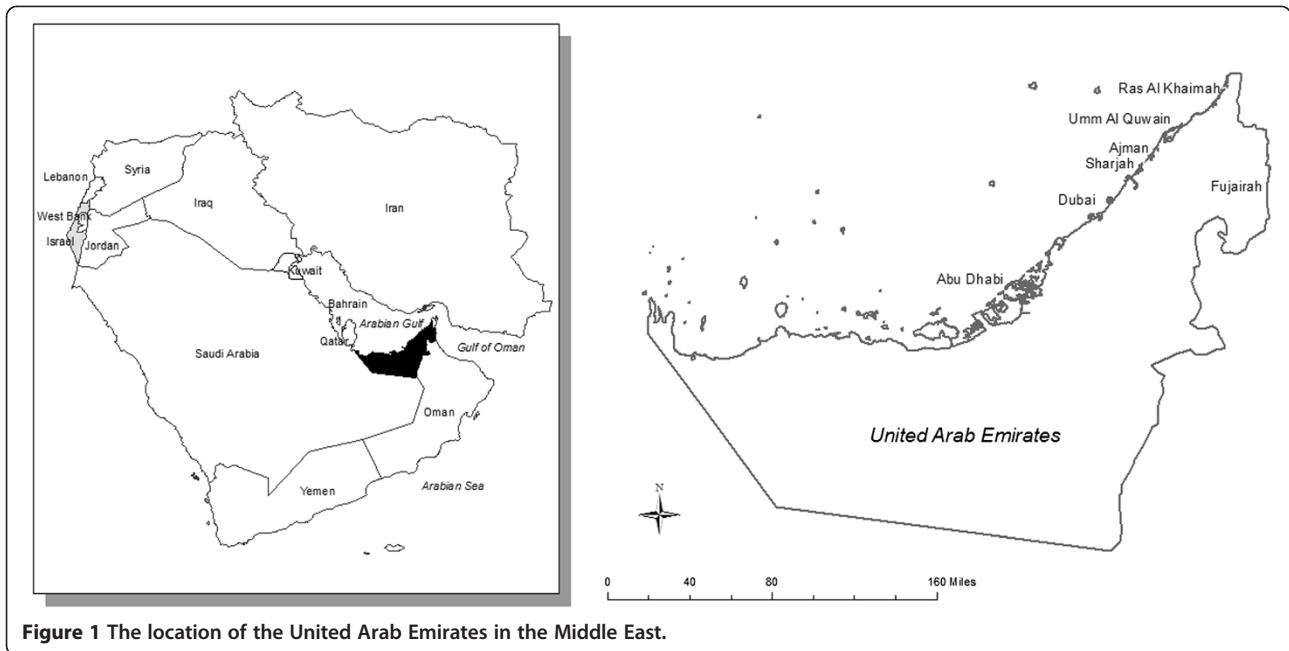 Lebanon
Syria
West Bank
Israel
Jordan
Iraq
Iran
Kuwait
Bahrain
Arabian Gulf
Qatar
Gulf of Oman
Saudi Arabia
Oman
Yemen
Arabian Sea
Ras Al Khaimah
Umm Al Quwain
Ajman
Sharjah
Fujairah
Dubai
Abu Dhabi
United Arab Emirates
N
0 40 80 160 Miles
Figure 1 The location of the United Arab Emirates in the Middle East.